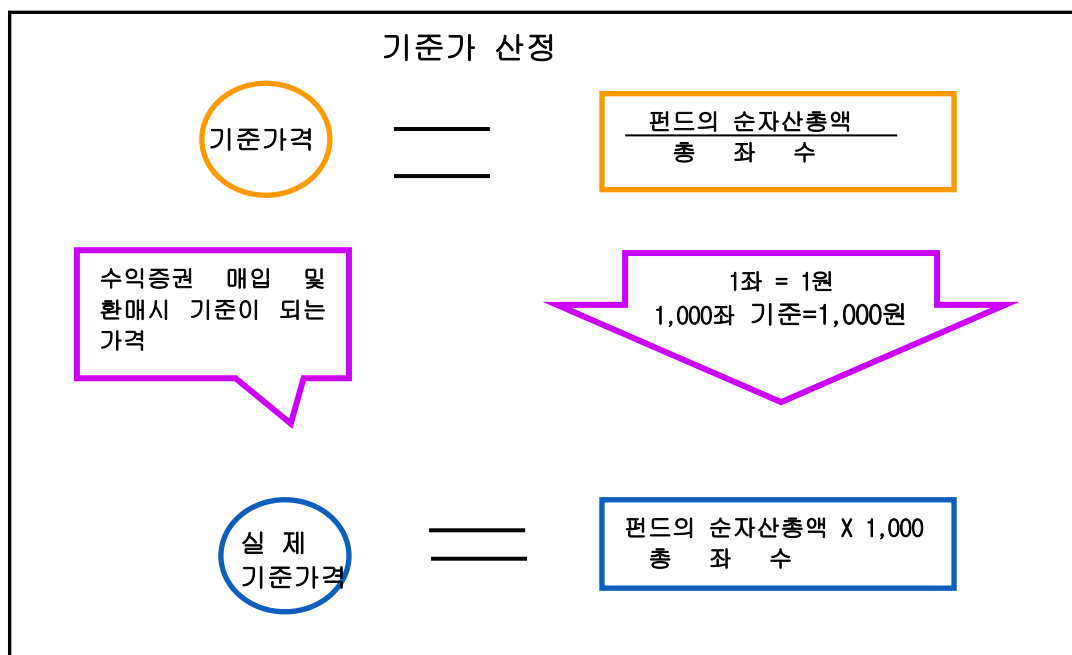 기준가 산정
기준가격
펀드의 순자산총액
총 좌 수
수익증권 매입 및
환매시 기준이 되는
가격
1좌 = 1원
1,000좌 기준=1,000원
실 제
기준가격
펀드의 순자산총액 X 1,000
총 좌 수